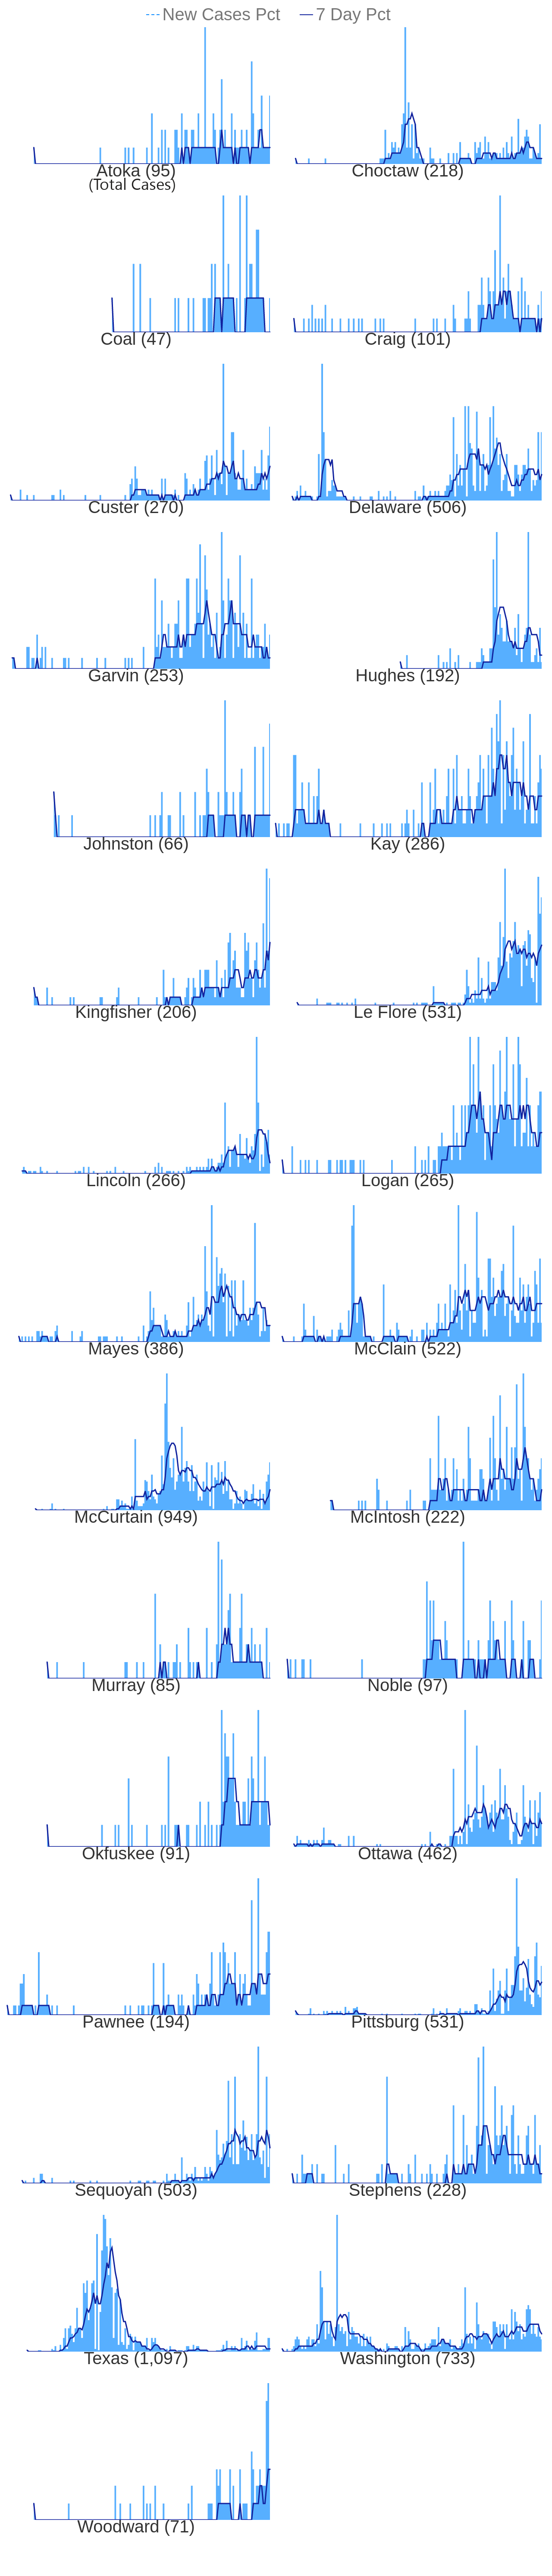 New Cases Pct 7 Day Pct
Atoka (95) Choctaw (218)
(Total Cases)
Coal (47) Craig (101)
Custer (270) Delaware (506)
Garvin (253) Hughes (192)
Johnston (66) Kay (286)
Kingfisher (206) Le Flore (531)
Lincoln (266) Logan (265)
Mayes (386) McClain (522)
McCurtain (949) McIntosh (222)
Murray (85) Noble (97)
Okfuskee (91) Ottawa (462)
Pawnee (194) Pittsburg (531)
Sequoyah (503) Stephens (228)
Texas (1,097) Washington (733)
Woodward (71)